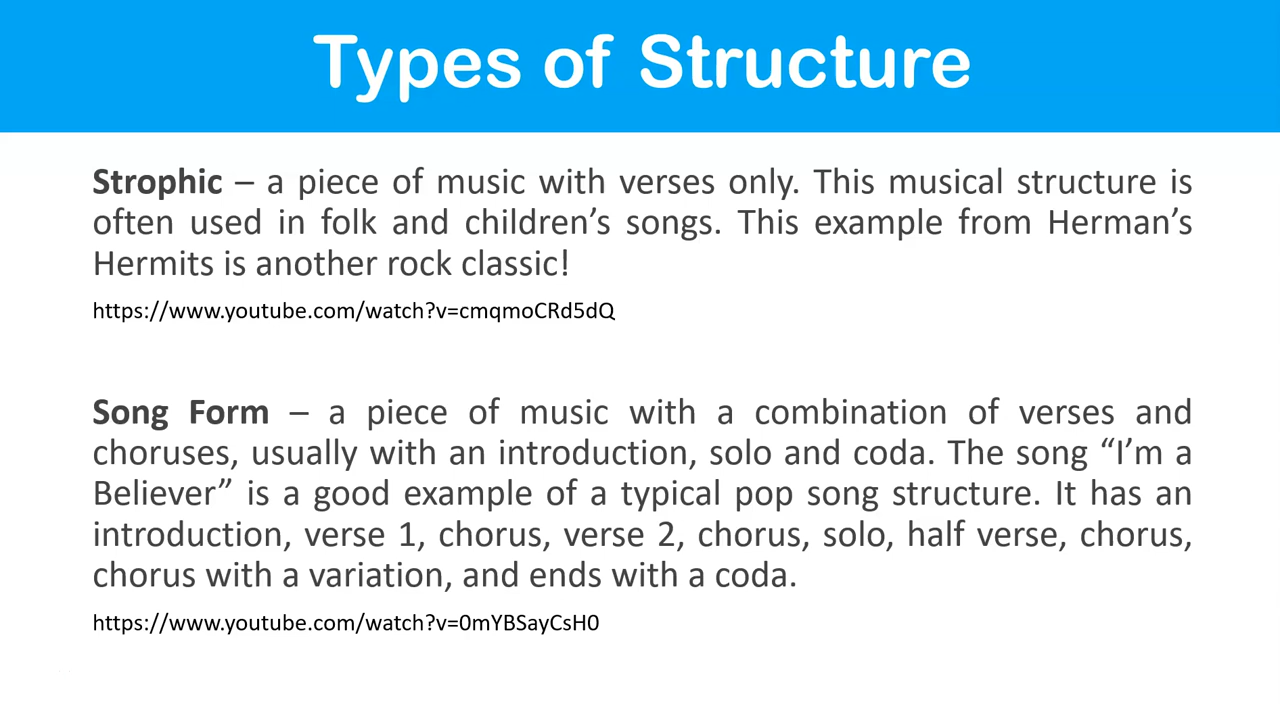 Types of Structure
Strophic – a piece of music with verses only. This musical structure is
often used in folk and children’s songs. This example from Herman’s
Hermits is another rock classic!
https://www.youtube.com/watch?v=cmqmoCRd5dQ
Song Form – a piece of music with a combination of verses and
choruses, usually with an introduction, solo and coda. The song “I’m a
Believer” is a good example of a typical pop song structure. It has an
introduction, verse 1, chorus, verse 2, chorus, solo, half verse, chorus,
chorus with a variation, and ends with a coda.
https://www.youtube.com/watch?v=0mYBSayCsH0